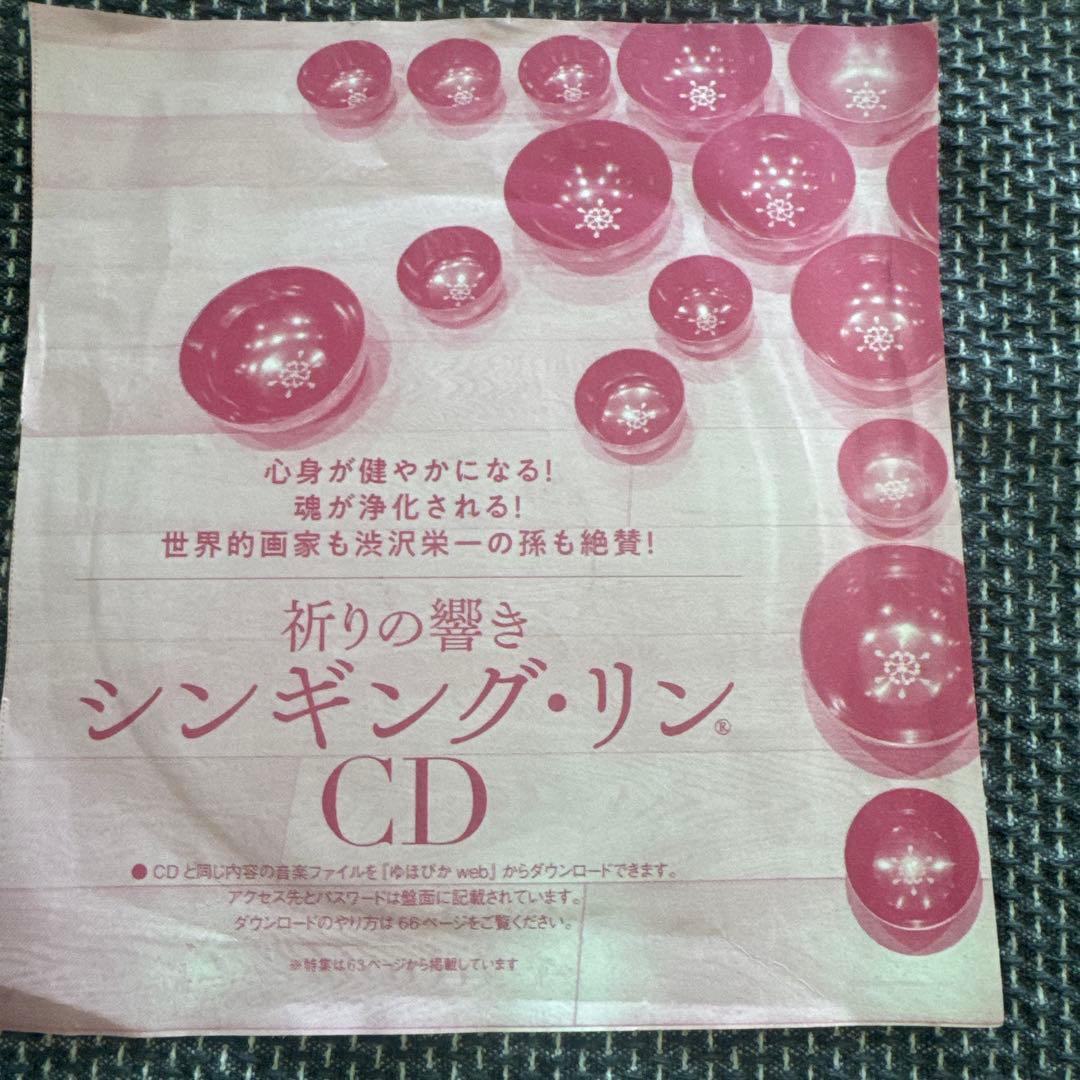 心身が健やかになる!
魂が浄化される!
世界的画家も渋沢栄一の孫も絶賛!
祈りの響き
シンギング・リン®
CD
●CDと同じ内容の音楽ファイルを『ゆほびかweb』からダウンロードできます。
アクセス先とパスワードは盤面に記載されています。
ダウンロードのやり方は66ページをご覧ください。
※特集は63ページから掲載しています